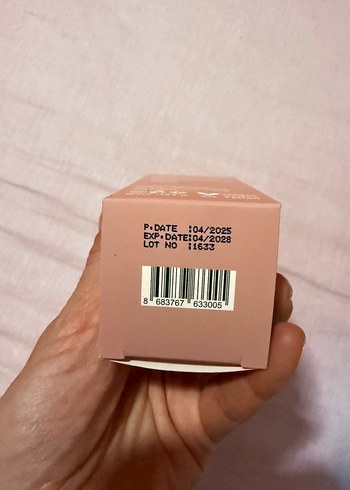 P.DATE :04/2025
EXP.DATE:04/2028
LOT NO :1633
8 683767 633005